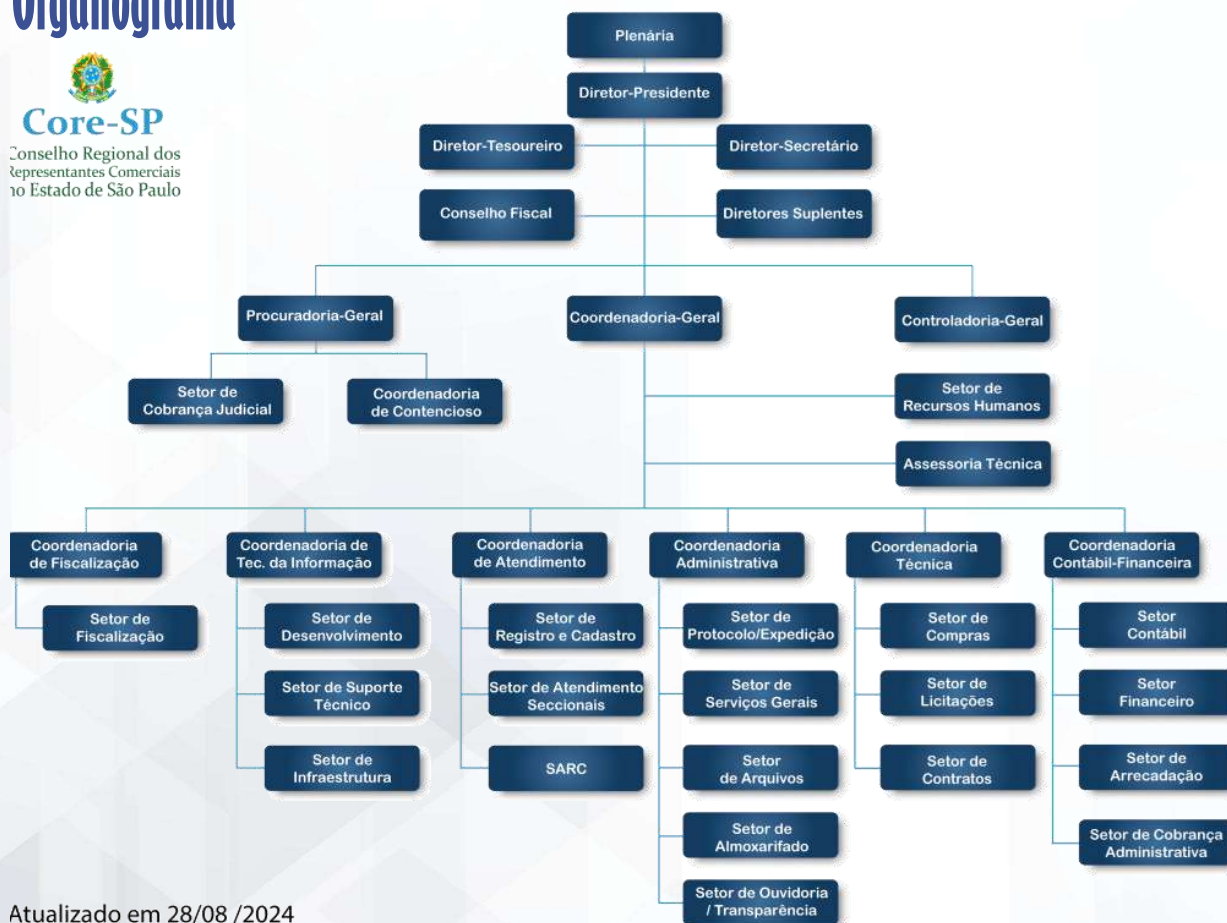 Organograma
Core-SP
Conselho Regional dos
Representantes Comerciais
no Estado de São Paulo
Plenária
Diretor-Presidente
Diretor-Tesoureiro
Diretor-Secretário
Conselho Fiscal
Diretores Suplentes
Procuradoria-Geral
Coordenadoria-Geral
Controladoria-Geral
Setor de
Cobrança Judicial
Coordenadoria
de Contencioso
Setor de
Recursos Humanos
Assessoria Técnica
Coordenadoria
de Fiscalização
Coordenadoria de
Tec. da Informação
Coordenadoria
de Atendimento
Coordenadoria
Administrativa
Coordenadoria
Técnica
Coordenadoria
Contábil-Financeira
Setor de
Fiscalização
Setor de
Desenvolvimento
Setor de Suporte
Técnico
Setor de
Infraestrutura
Setor de
Registro e Cadastro
Setor de Atendimento
Seccionais
SARC
Setor de
Protocolo/Expedição
Setor de
Serviços Gerais
Setor
de Arquivos
Setor de
Almoxarifado
Setor de Ouvidoria
/ Transparência
Setor de
Compras
Setor de
Licitações
Setor de
Contratos
Setor
Contábil
Setor
Financeiro
Setor de
Arrecadação
Setor de Cobrança
Administrativa
Atualizado em 28/08 /2024